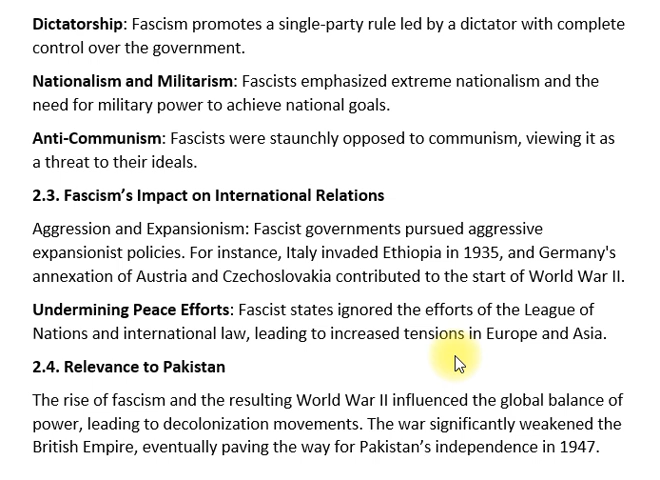 Dictatorship: Fascism promotes a single-party rule led by a dictator with complete
control over the government.
Nationalism and Militarism: Fascists emphasized extreme nationalism and the
need for military power to achieve national goals.
Anti-Communism: Fascists were staunchly opposed to communism, viewing it as
a threat to their ideals.
2.3. Fascism’s Impact on International Relations
Aggression and Expansionism: Fascist governments pursued aggressive
expansionist policies. For instance, Italy invaded Ethiopia in 1935, and Germany's
annexation of Austria and Czechoslovakia contributed to the start of World War II.
Undermining Peace Efforts: Fascist states ignored the efforts of the League of
Nations and international law, leading to increased tensions in Europe and Asia.
2.4. Relevance to Pakistan
The rise of fascism and the resulting World War II influenced the global balance of
power, leading to decolonization movements. The war significantly weakened the
British Empire, eventually paving the way for Pakistan’s independence in 1947.